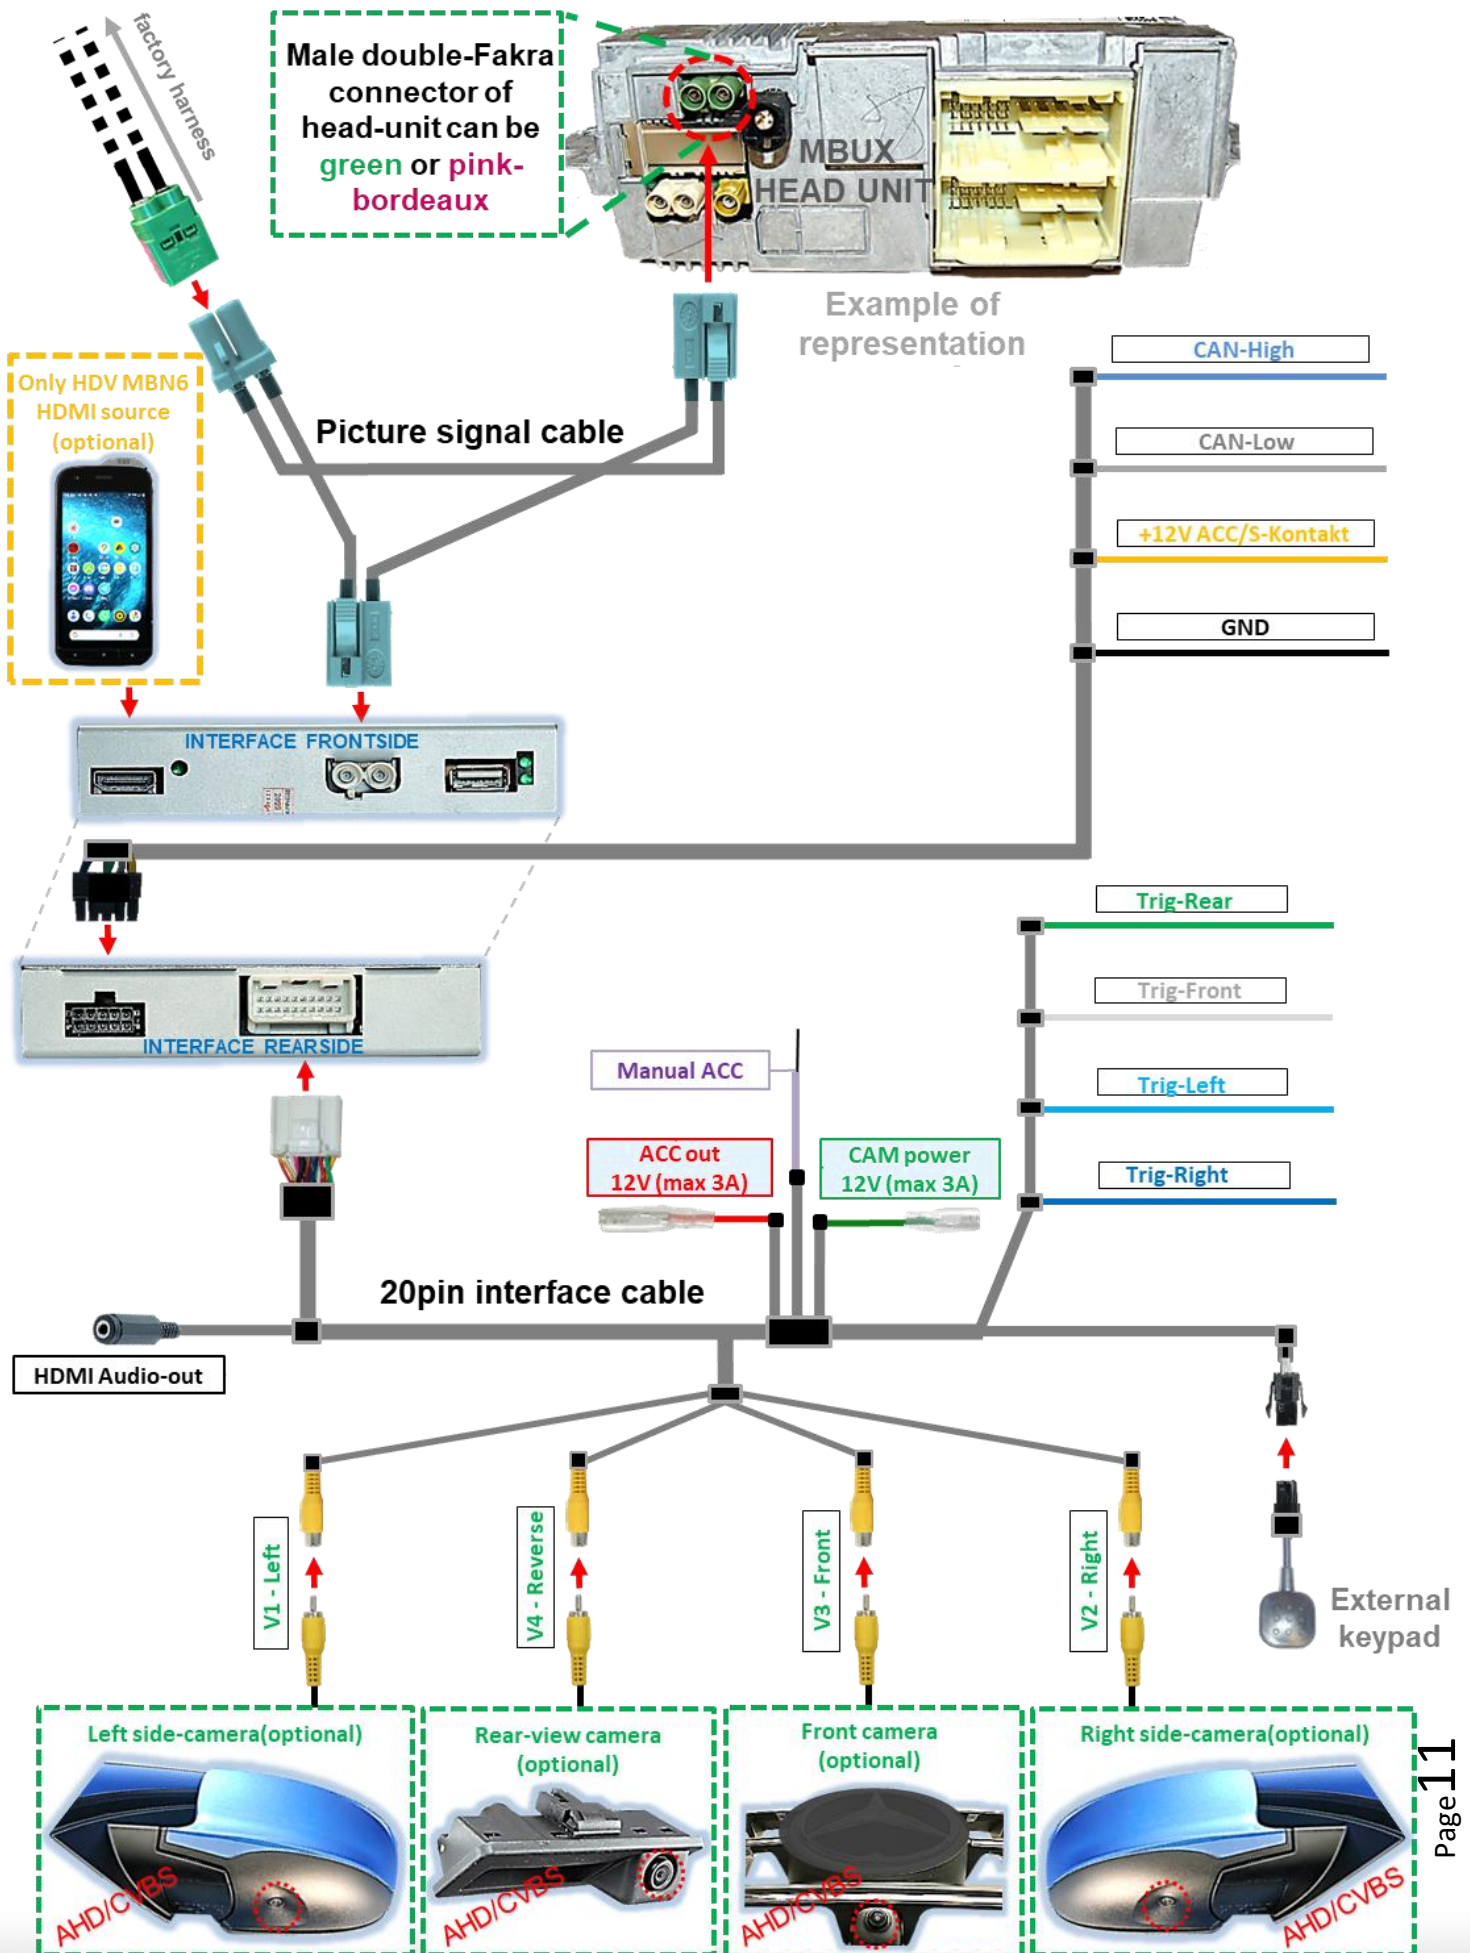 factory harness
Male double-Fakra
connector of
head-unit can be
green or pink-
bordeaux
MBUX
HEAD UNIT
Example of
representation
Only HDV MBN6
HDMI source
(optional)
Picture signal cable
CAN-High
CAN-Low
+12V ACC/S-Kontakt
GND
INTERFACE FRONTSIDE
INTERFACE REARSIDE
Trig-Rear
Trig-Front
Trig-Left
Trig-Right
Manual ACC
ACC out
12V (max 3A)
CAM power
12V (max 3A)
20pin interface cable
HDMI Audio-out
V1 - Left
V4 - Reverse
V3 - Front
V2 - Right
External
keypad
Left side-camera(optional)
AHD/CVBS
Rear-view camera
(optional)
AHD/CVBS
Front camera
(optional)
AHD/CVBS
Right side-camera(optional)
AHD/CVBS
Page 11